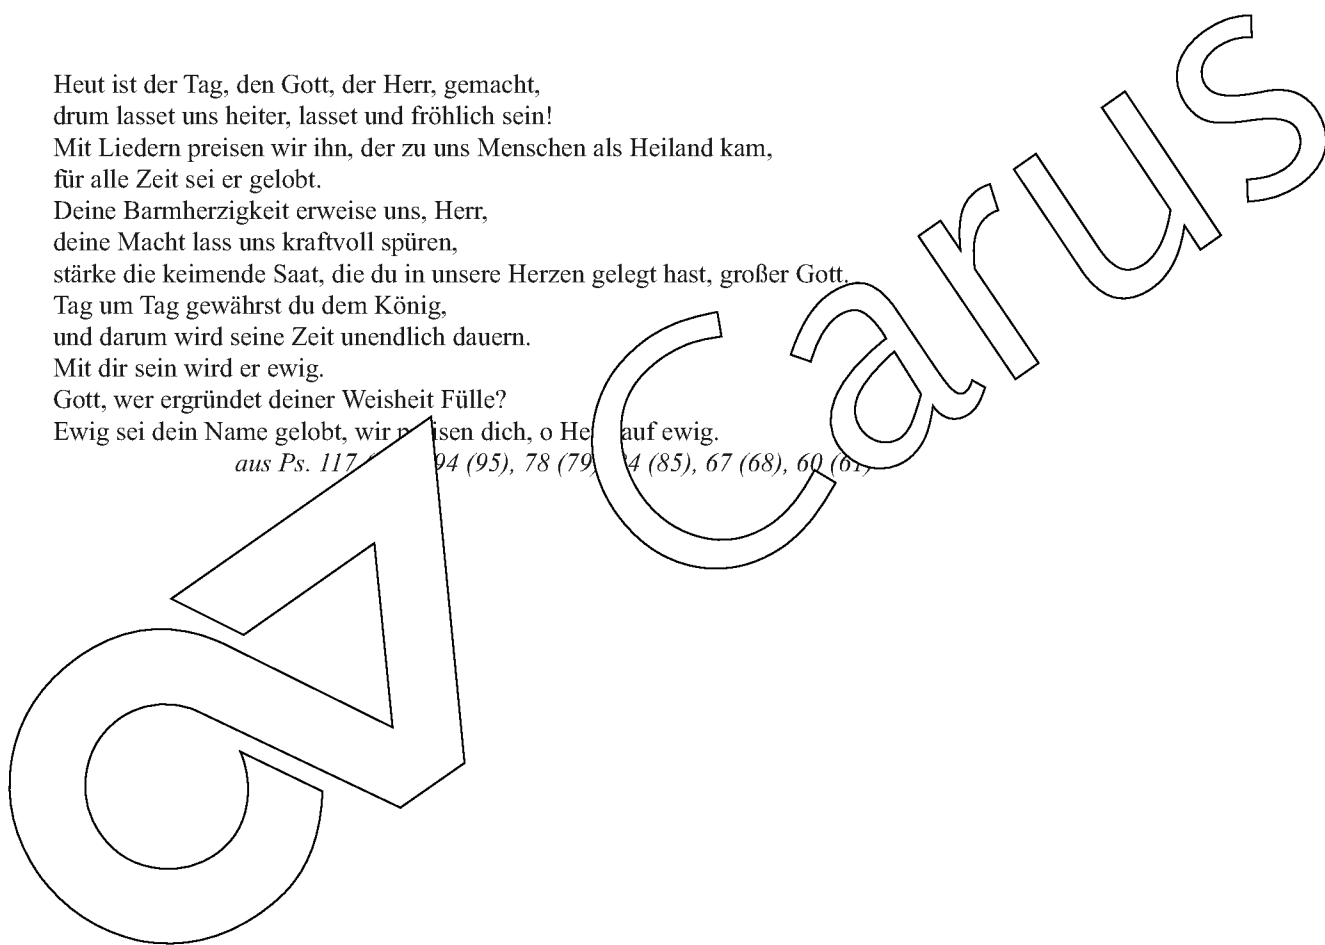 Heut ist der Tag, den Gott, der Herr, gemacht,
drum lasset uns heiter, lasset und fröhlich sein!
Mit Liedern preisen wir ihn, der zu uns Menschen als Heiland kam,
für alle Zeit sei er gelobt.
Deine Barmherzigkeit erweise uns, Herr,
deine Macht lass uns kraftvoll spüren,
stärke die keimende Saat, die du in unsere Herzen gelegt hast, großer Gott.
Tag um Tag gewährst du dem König,
und darum wird seine Zeit unendlich dauern.
Mit dir sein wird er ewig.
Gott, wer ergründet deiner Weisheit Fülle?
Ewig sei dein Name gelobt, wir dich, o auf ewig.
aus Ps. 117 94 (95), 78 (79) (85), 67 (68), 60 (61)
Carus